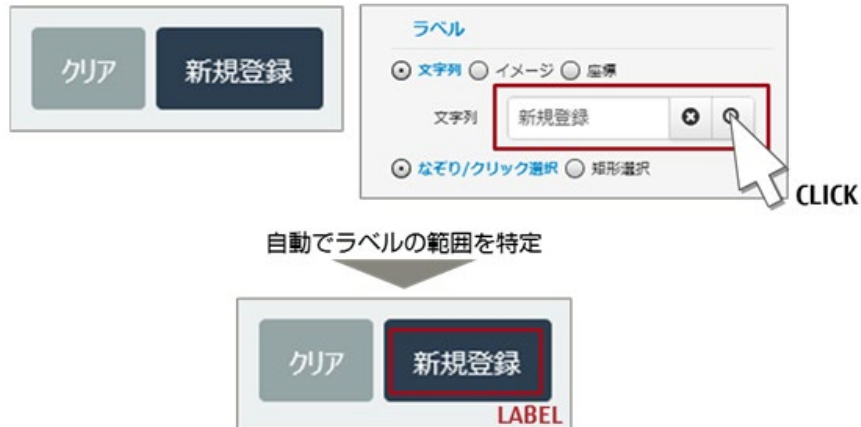 クリア
新規登録
ラベル
文字列 イメージ 座標
文字列 新規登録
なぞり/クリック選択 矩形選択
CLICK
自動でラベルの範囲を特定
クリア
新規登録
LABEL